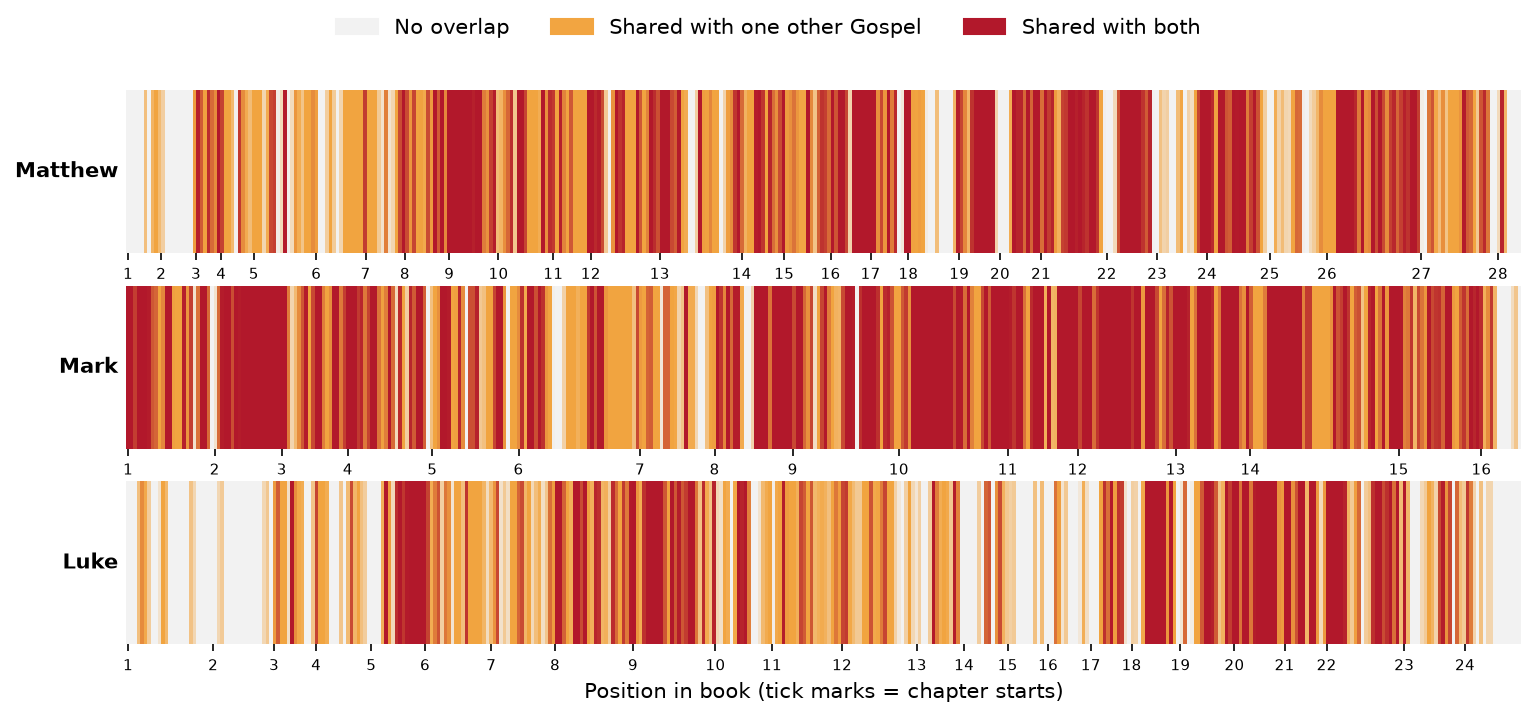 No overlap Shared with one other Gospel Shared with both
Matthew
1 2 3 4 5 6 7 8 9 10 11 12 13 14 15 16 17 18 19 20 21 22 23 24 25 26 27 28
Mark
1 2 3 4 5 6 7 8 9 10 11 12 13 14 15 16
Luke
1 2 3 4 5 6 7 8 9 10 11 12 13 14 15 16 17 18 19 20 21 22 23 24
Position in book (tick marks = chapter starts)